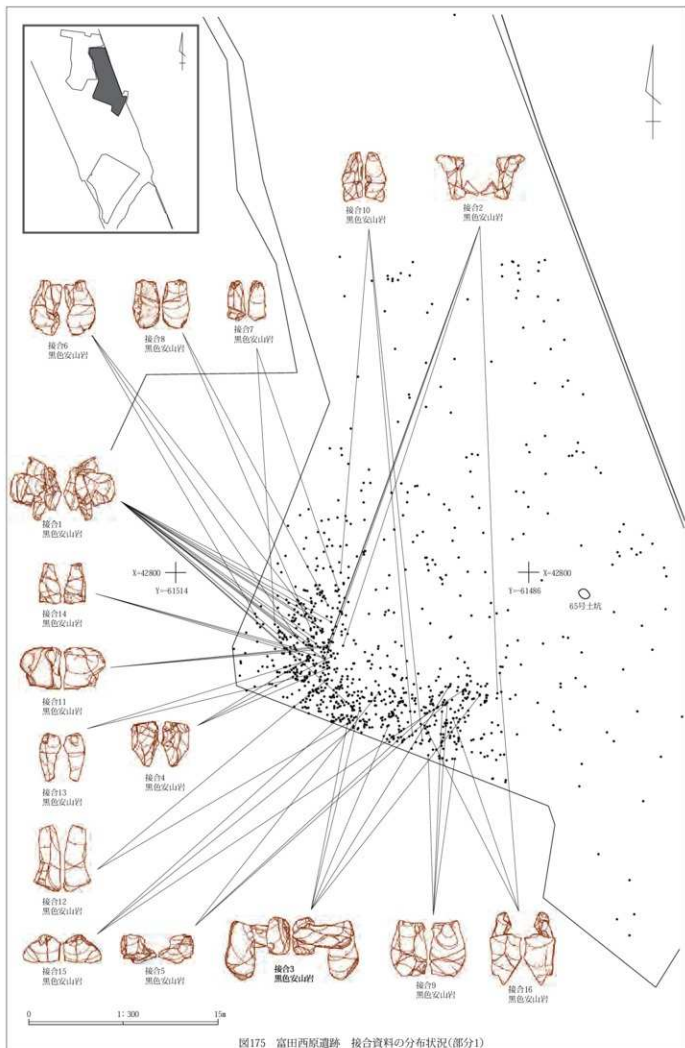 接合10
黒色安山岩
接合2
黒色安山岩
接合6
黒色安山岩
接合8
黒色安山岩
接合7
黒色安山岩
接合1
黒色安山岩
X=42800
Y=-61514
X=42800
Y=-61486
65号土坑
接合14
黒色安山岩
接合11
黒色安山岩
接合13
黒色安山岩
接合4
黒色安山岩
接合12
黒色安山岩
接合15
黒色安山岩
接合5
黒色安山岩
接合3
黒色安山岩
接合9
黒色安山岩
接合16
黒色安山岩
0
1:300
15m
図175 富田西原遺跡 接合資料の分布状況(部分1)